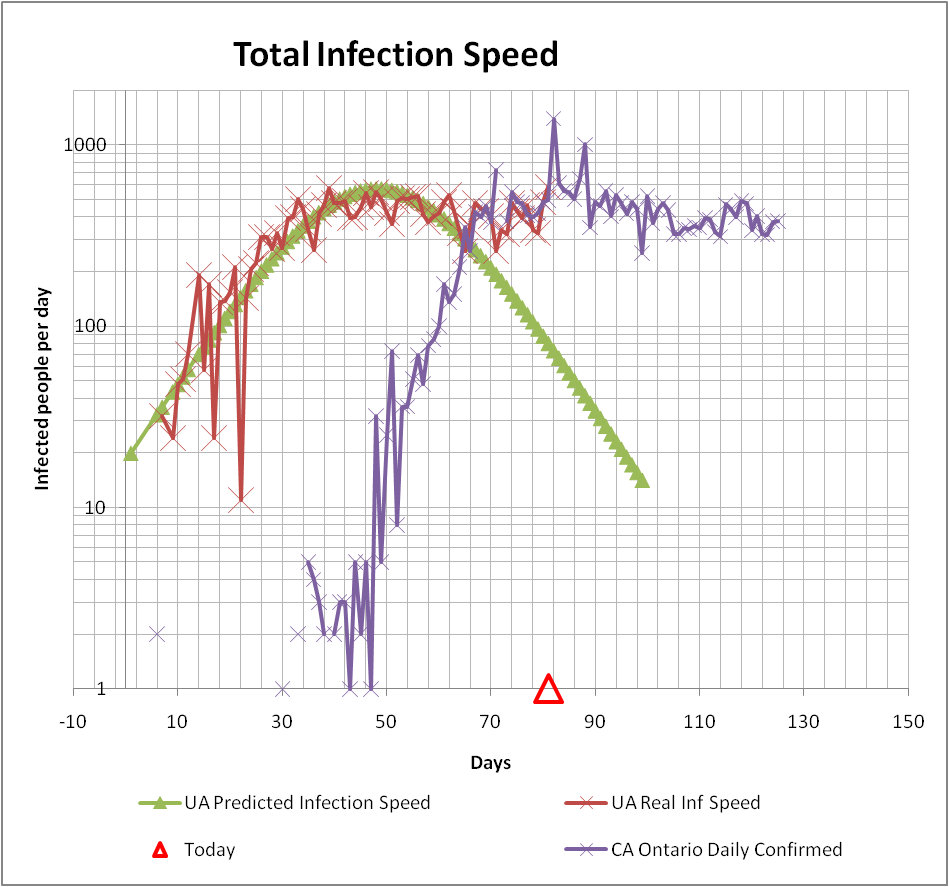 Total Infection Speed
1000
100
10
1
Infected people per day
-10 10 30 50 70 90 110 130 150
Days
UA Predicted Infection Speed
UA Real Inf Speed
Today
CA Ontario Daily Confirmed